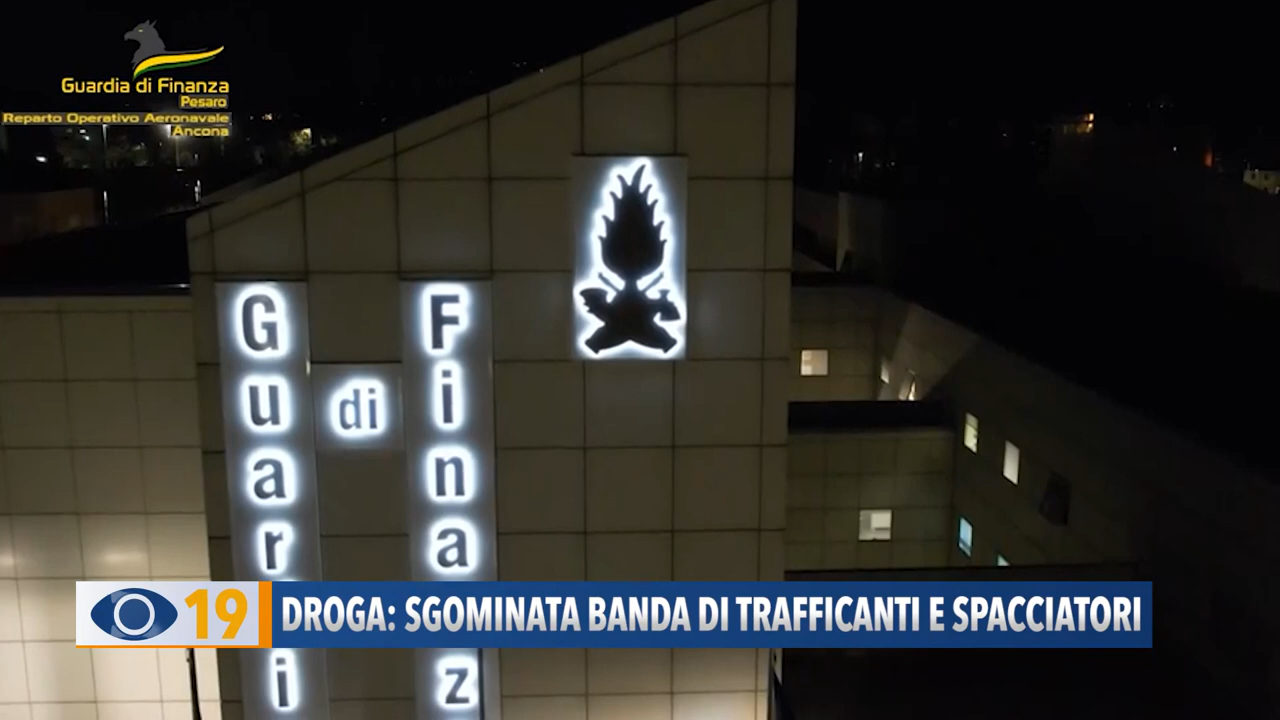 Guardia di Finanza
Pesaro
Reparto Operativo Aeronavale
Ancona
Guardi
di
Finanz
19
DROGA: SGOMINATA BANDA DI TRAFFICANTI E SPACCIATORI